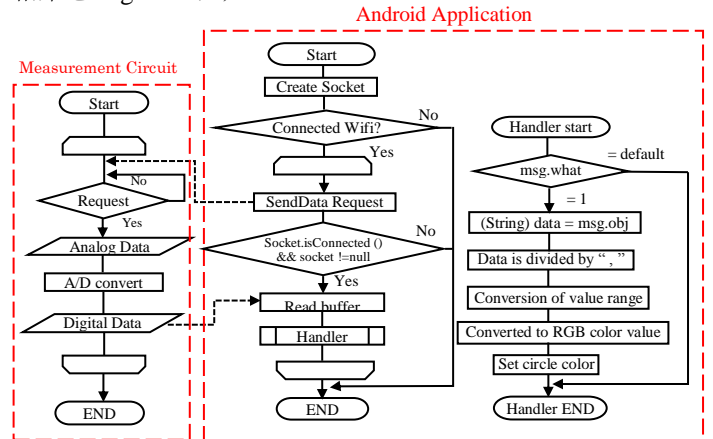 Android Application
Measurement Circuit
Start
No
Request
Yes
Analog Data
A/D convert
Digital Data
END
Start
Create Socket
Connected Wifi?
No
Yes
SendData Request
Socket.isConnected ()
&& socket !=null
No
Yes
Read buffer
Handler
END
Handler start
msg.what
= default
= 1
(String) data = msg.obj
Data is divided by “ , ”
Conversion of value range
Converted to RGB color value
Set circle color
Handler END